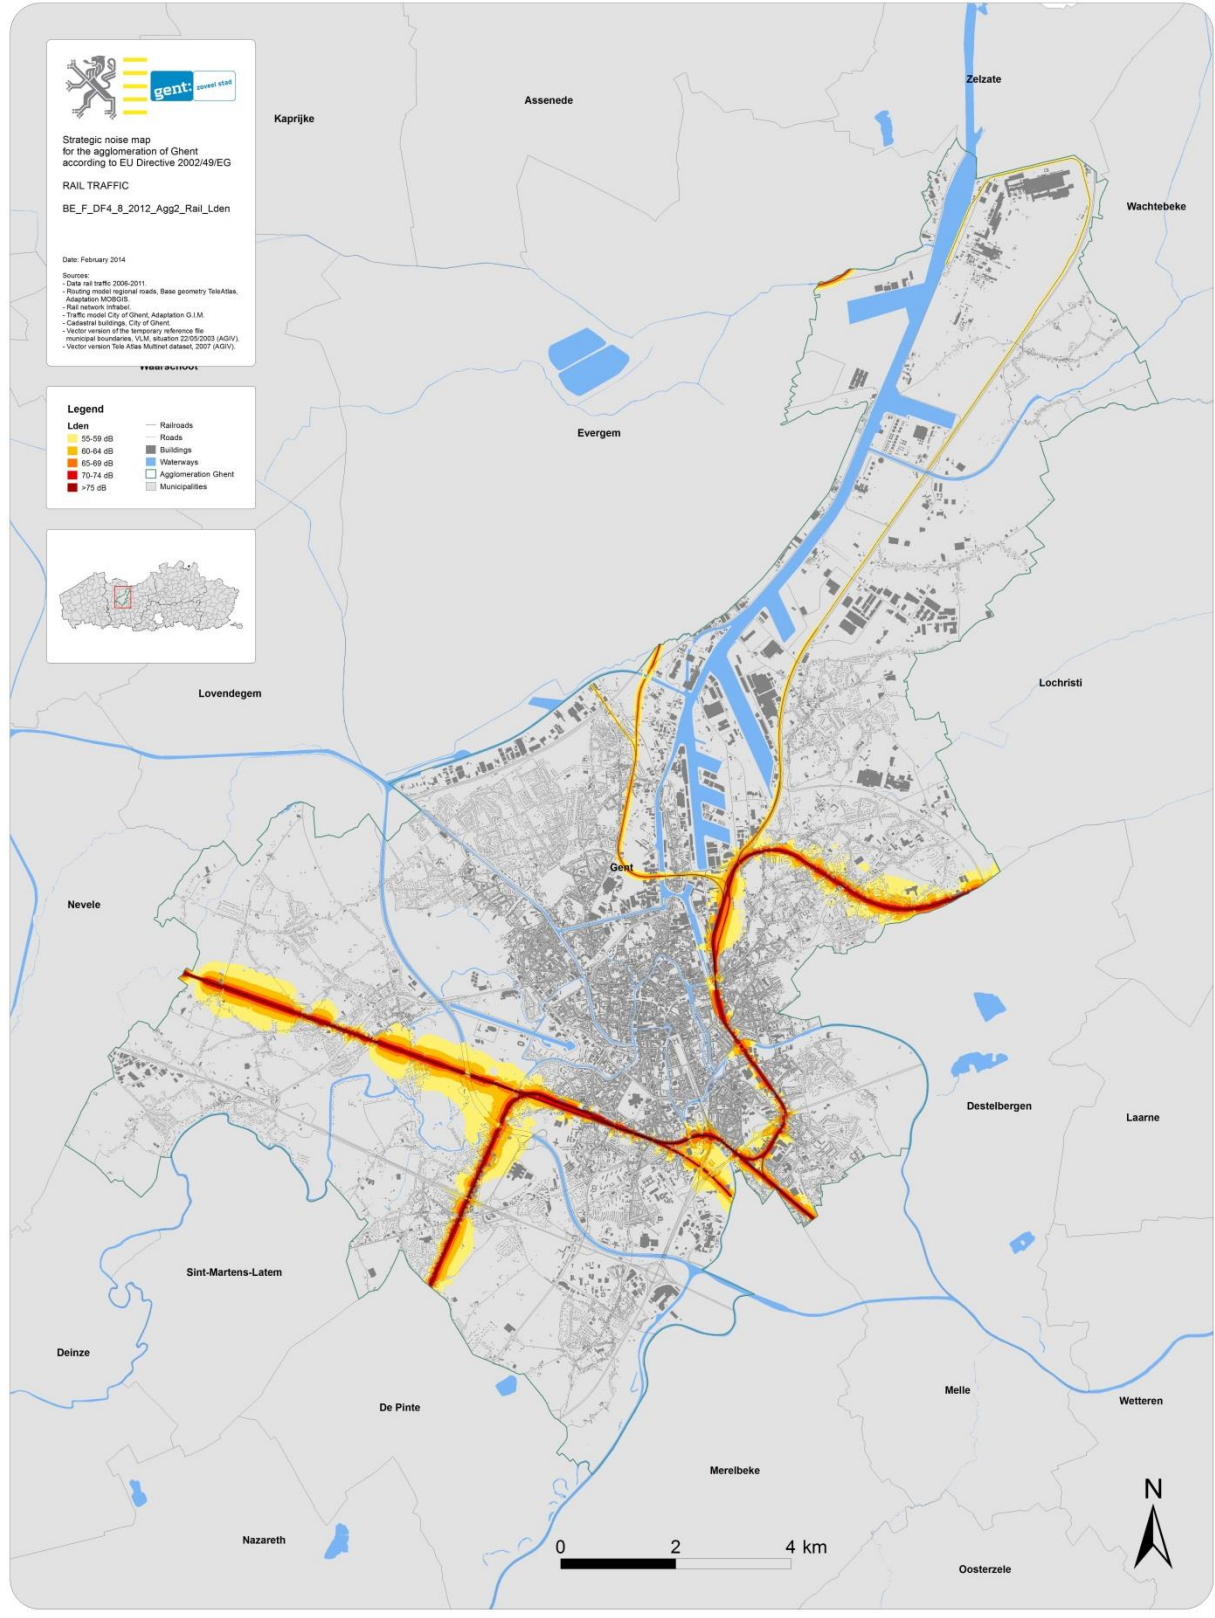 gent: zoveel stad
Strategic noise map
for the agglomeration of Ghent
according to EU Directive 2002/49/EG
RAIL TRAFFIC
BE_F_DF4_8_2012_Agg2_Rail_Lden
Date: February 2014
Sources:
- Data rail traffic 2006-2011.
- Routing model regional roads, Base geometry TeleAtlas,
Adaptation MOBGIS.
- Rail network Infrabel.
- Traffic model City of Ghent, Adaptation G.I.M.
- Cadastral buildings, City of Ghent.
- Vector version of the temporary reference file
municipal boundaries, VLM, situation 22/05/2003 (AGIV).
- Vector version Tele Atlas Multinet dataset, 2007 (AGIV).
Waarschoot
Legend
Lden
55-59 dB
60-64 dB
65-69 dB
70-74 dB
>75 dB
Railroads
Roads
Buildings
Waterways
Agglomeration Ghent
Municipalities
Zelzate
Assenede
Kaprijke
Wachtebeke
Evergem
Lovendegem
Lochristi
Gent
Nevele
Destelbergen
Laarne
Sint-Martens-Latem
Deinze
De Pinte
Melle
Wetteren
Merelbeke
Nazareth
Oosterzele
N
0 2 4 km